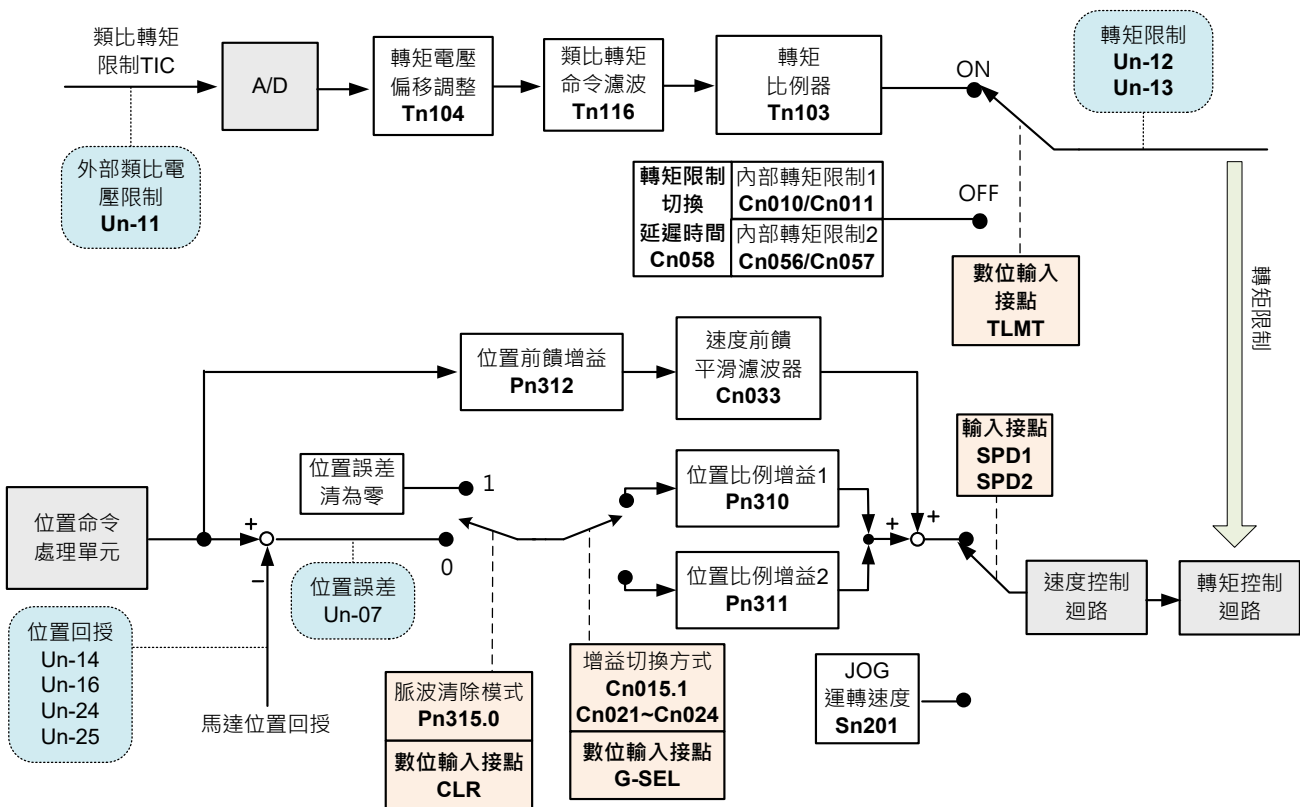 類比轉矩
限制TIC
A/D
轉矩電壓
偏移調整
Tn104
類比轉矩
命令濾波
Tn116
轉矩
比例器
Tn103
ON
轉矩限制
Un-12
Un-13
外部類比電
壓限制
Un-11
轉矩限制
切換
延遲時間
Cn058
內部轉矩限制1
Cn010/Cn011
內部轉矩限制2
Cn056/Cn057
OFF
數位輸入
接點
TLMT
轉矩限制
位置前饋增益
Pn312
速度前饋
平滑濾波器
Cn033
輸入接點
SPD1
SPD2
位置誤差
清為零
1
位置比例增益1
Pn310
位置命令
處理單元
+
−
0
位置誤差
Un-07
位置比例增益2
Pn311
+
+
速度控制
迴路
轉矩控制
迴路
位置回授
Un-14
Un-16
Un-24
Un-25
馬達位置回授
脈波清除模式
Pn315.0
數位輸入接點
CLR
增益切換方式
Cn015.1
Cn021~Cn024
數位輸入接點
G-SEL
JOG
運轉速度
Sn201